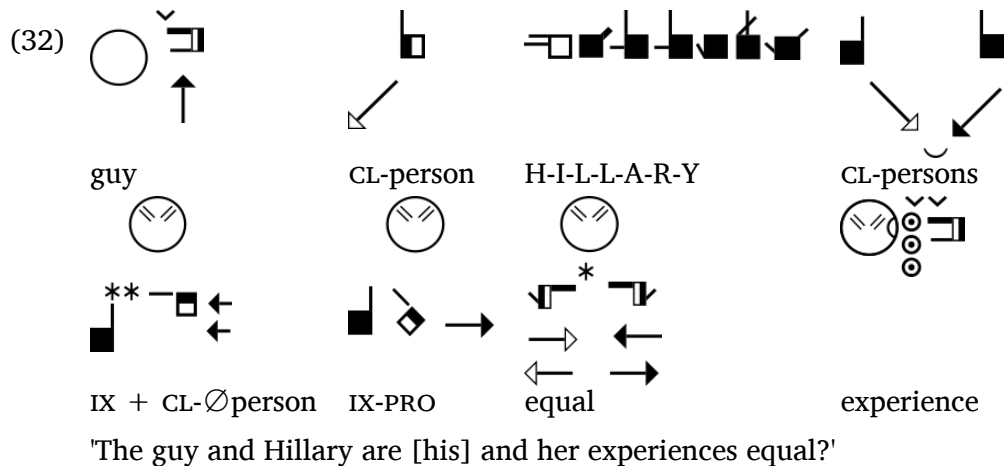 (32)
guy CL-person H-I-L-L-A-R-Y CL-persons
IX + CL-∅person IX-PRO equal experience
'The guy and Hillary are [his] and her experiences equal?'